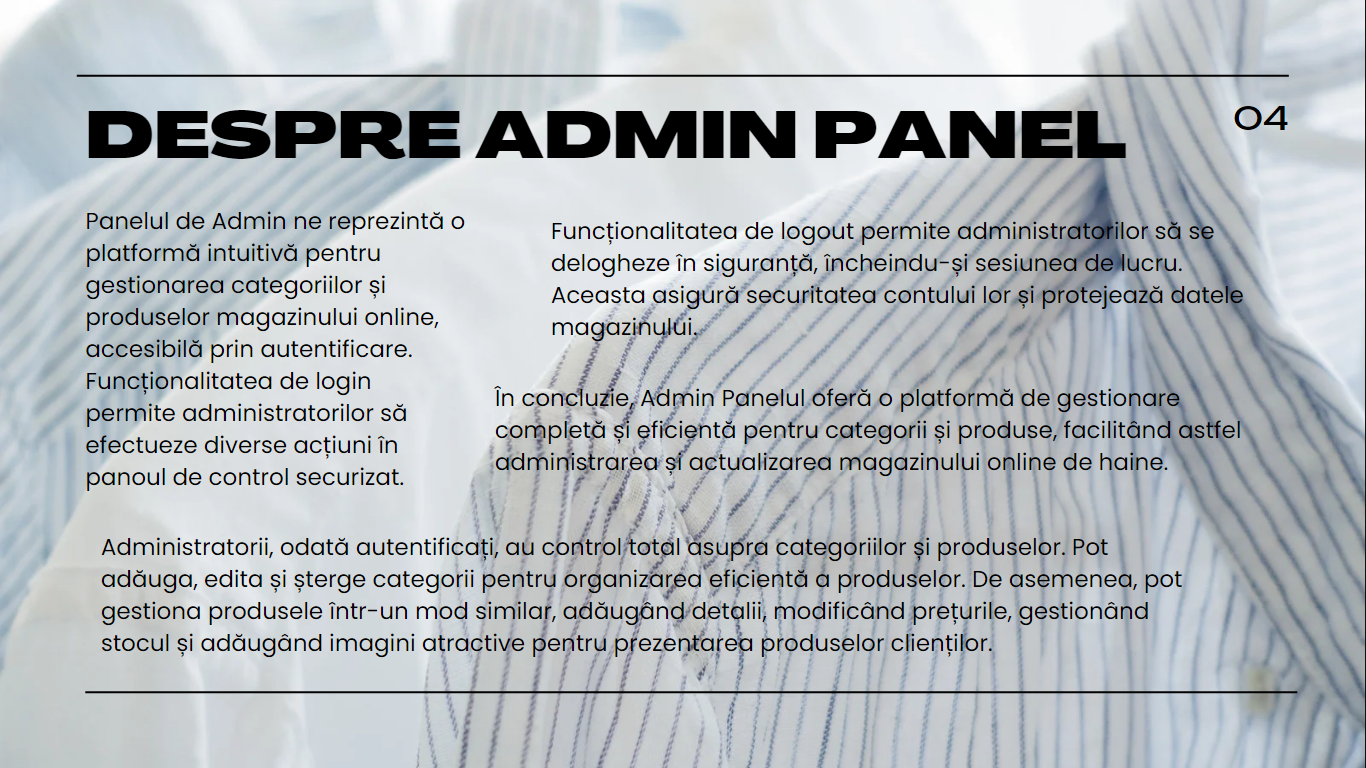 DESPRE ADMIN PANEL
04
Panelul de Admin ne reprezintă o
platformă intuitivă pentru
gestionarea categoriilor și
produselor magazinului online,
accesibilă prin autentificare.
Funcționalitatea de login
permite administratorilor să
efectueze diverse acțiuni în
panoul de control securizat.
Funcționalitatea de logout permite administratorilor să se
delogheze în siguranță, încheindu-și sesiunea de lucru.
Aceasta asigură securitatea contului lor și protejează datele
magazinului.
În concluzie, Admin Panelul oferă o platformă de gestionare
completă și eficientă pentru categorii și produse, facilitând astfel
administrarea și actualizarea magazinului online de haine.
Administratorii, odată autentificați, au control total asupra categoriilor și produselor. Pot
adăuga, edita și șterge categorii pentru organizarea eficientă a produselor. De asemenea, pot
gestiona produsele într-un mod similar, adăugând detalii, modificând prețurile, gestionând
stocul și adăugând imagini atractive pentru prezentarea produselor clienților.